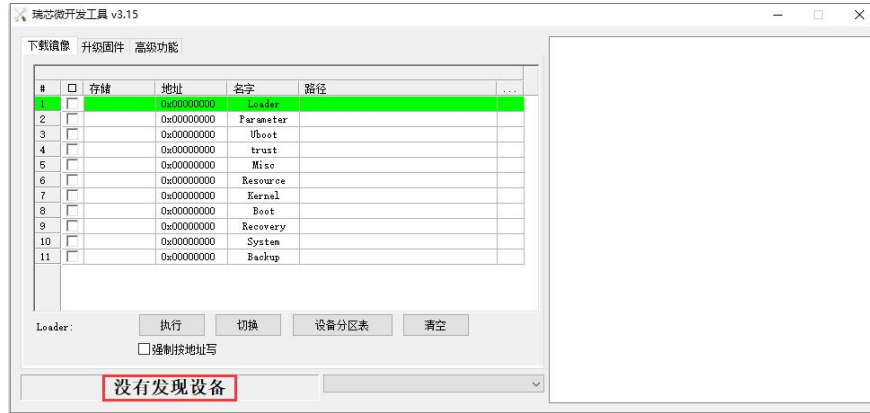 瑞芯微开发工具 v3.15
下载镜像 升级固件 高级功能
# 存储 地址 名字 路径 ...
1 0x00000000 Loader
2 0x00000000 Parameter
3 0x00000000 Uboot
4 0x00000000 trust
5 0x00000000 Misc
6 0x00000000 Resource
7 0x00000000 Kernel
8 0x00000000 Boot
9 0x00000000 Recovery
10 0x00000000 System
11 0x00000000 Backup
Loader: 执行 切换 设备分区表 清空
强制按地址写
没有发现设备